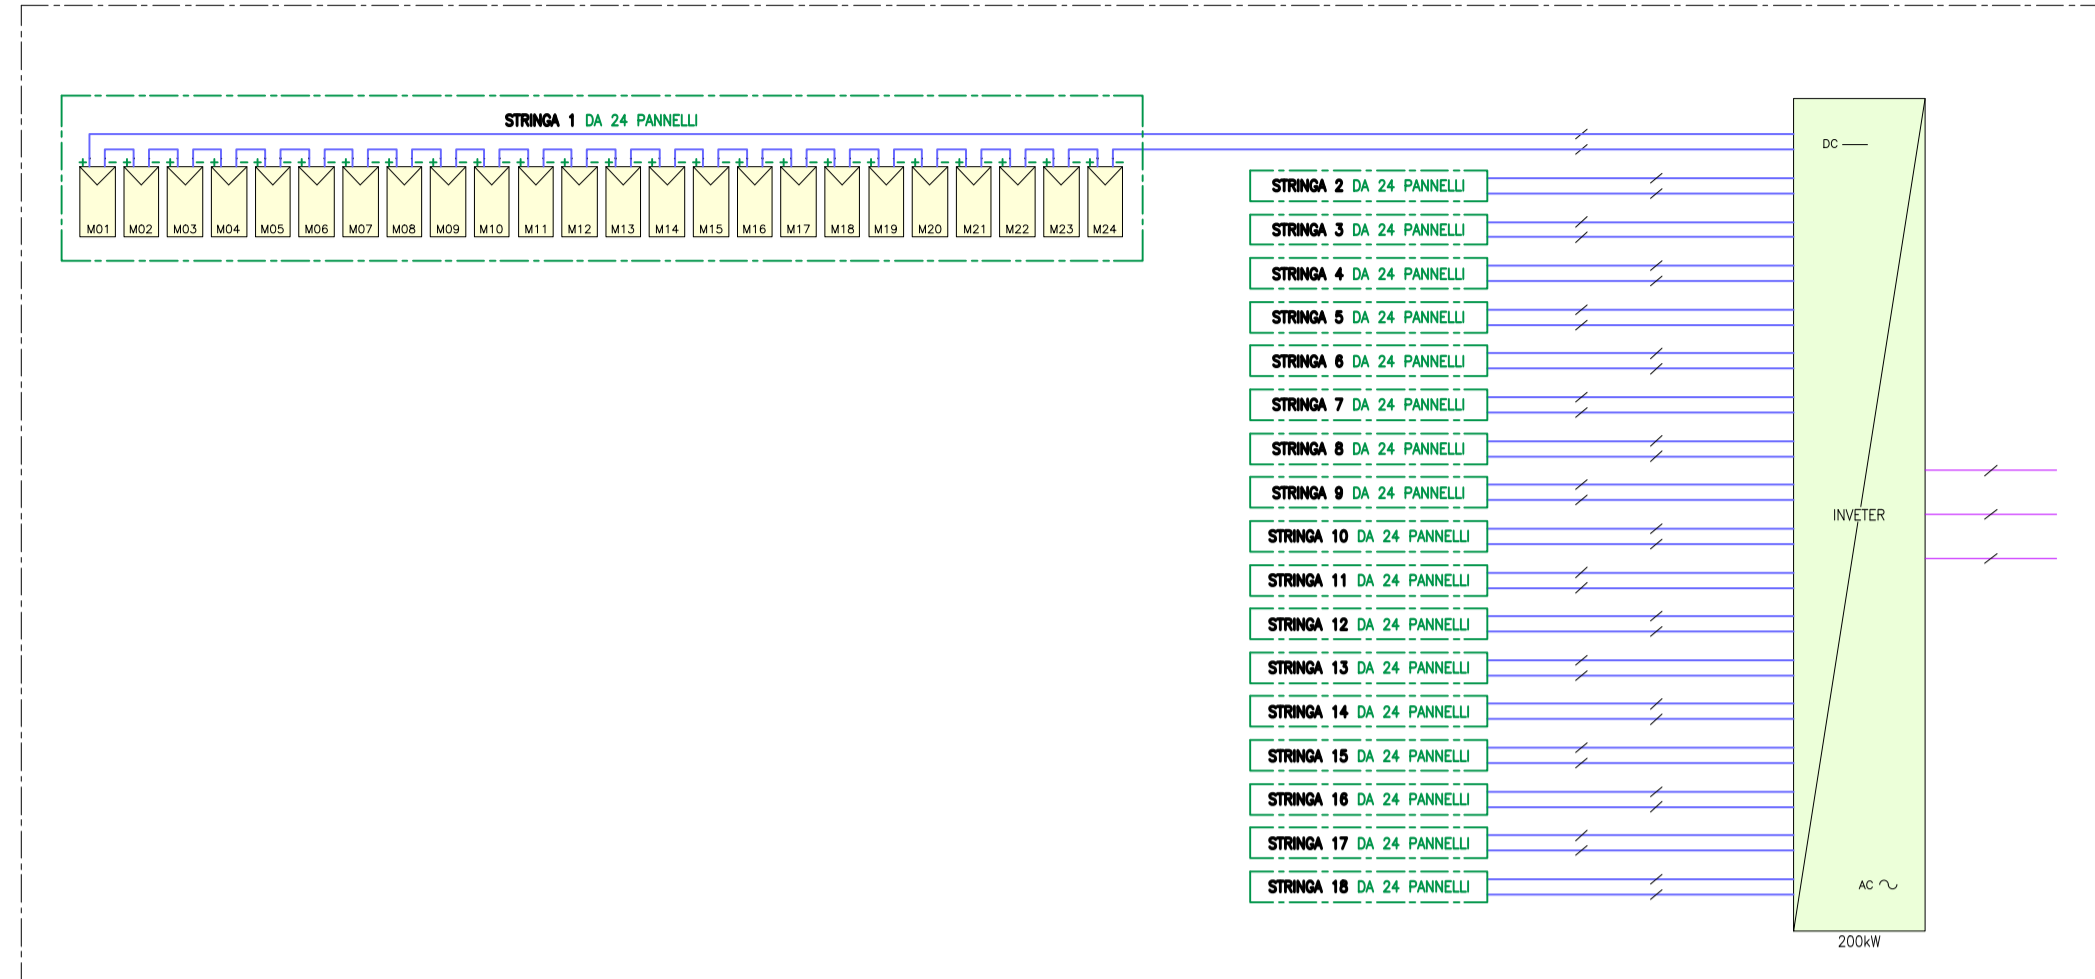 STRINGA 1 DA 24 PANNELLI
+ - + - + - + - + - + - + - + - + - + - + - + - + - + - + - + - + - + - + - + - + - + - + - + -
M01 M02 M03 M04 M05 M06 M07 M08 M09 M10 M11 M12 M13 M14 M15 M16 M17 M18 M19 M20 M21 M22 M23 M24
DC
STRINGA 2 DA 24 PANNELLI
STRINGA 3 DA 24 PANNELLI
STRINGA 4 DA 24 PANNELLI
STRINGA 5 DA 24 PANNELLI
STRINGA 6 DA 24 PANNELLI
STRINGA 7 DA 24 PANNELLI
STRINGA 8 DA 24 PANNELLI
STRINGA 9 DA 24 PANNELLI
STRINGA 10 DA 24 PANNELLI
STRINGA 11 DA 24 PANNELLI
STRINGA 12 DA 24 PANNELLI
STRINGA 13 DA 24 PANNELLI
STRINGA 14 DA 24 PANNELLI
STRINGA 15 DA 24 PANNELLI
STRINGA 16 DA 24 PANNELLI
STRINGA 17 DA 24 PANNELLI
STRINGA 18 DA 24 PANNELLI
INVETER
AC
200kW